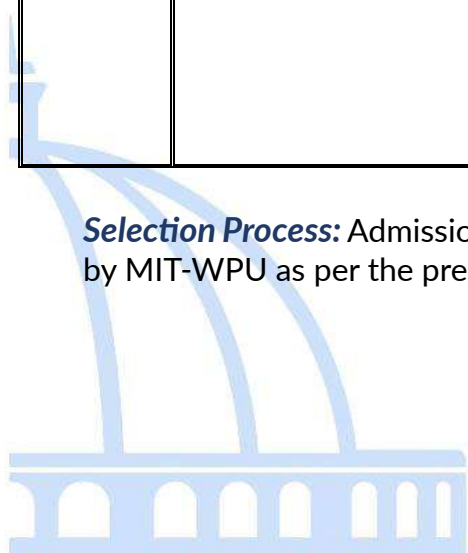 Selection Process: Admissio
by MIT-WPU as per the pre